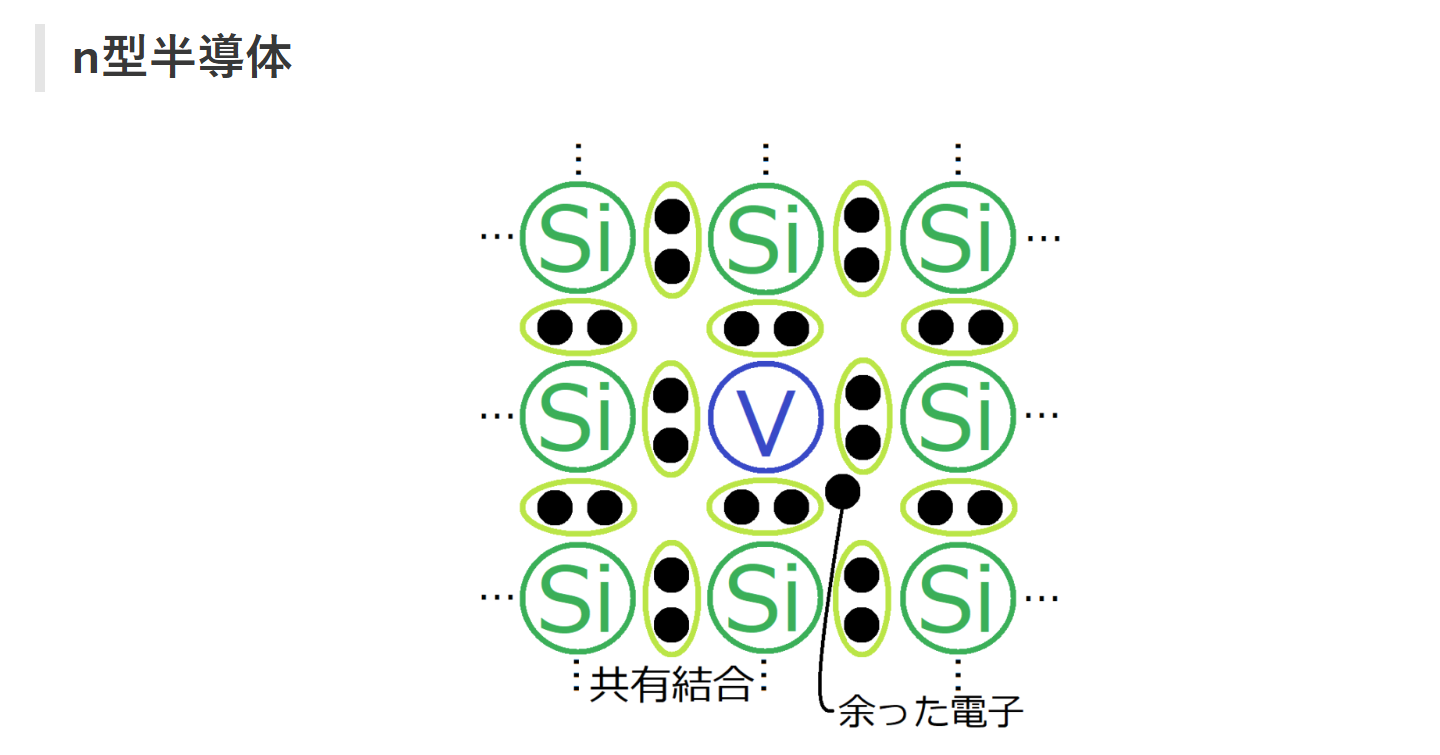 n型半導体
… Si Si Si …
… Si V Si …
… Si Si Si …
共有結合
余った電子